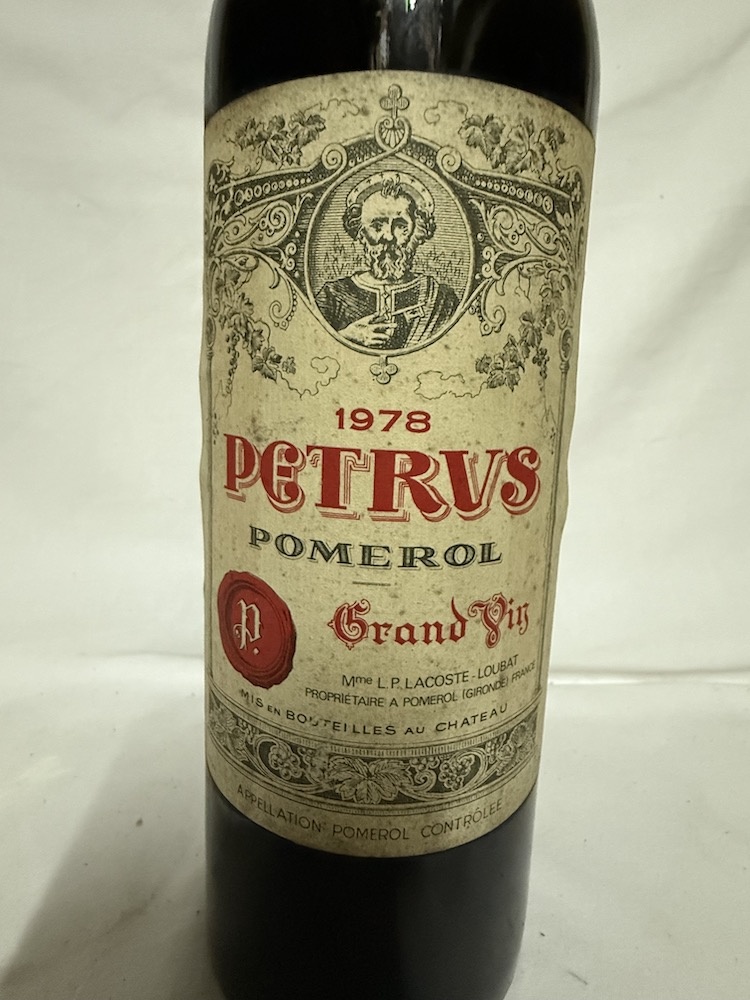 1978
PETRVS
POMEROL
Grand Vin
P.
Mme L.P. LACOSTE-LOUBAT
PROPRIÉTAIRE A POMEROL (GIRONDE) FRANCE
MIS EN BOUTEILLES AU CHATEAU
APPELLATION POMEROL CONTRÔLÉE